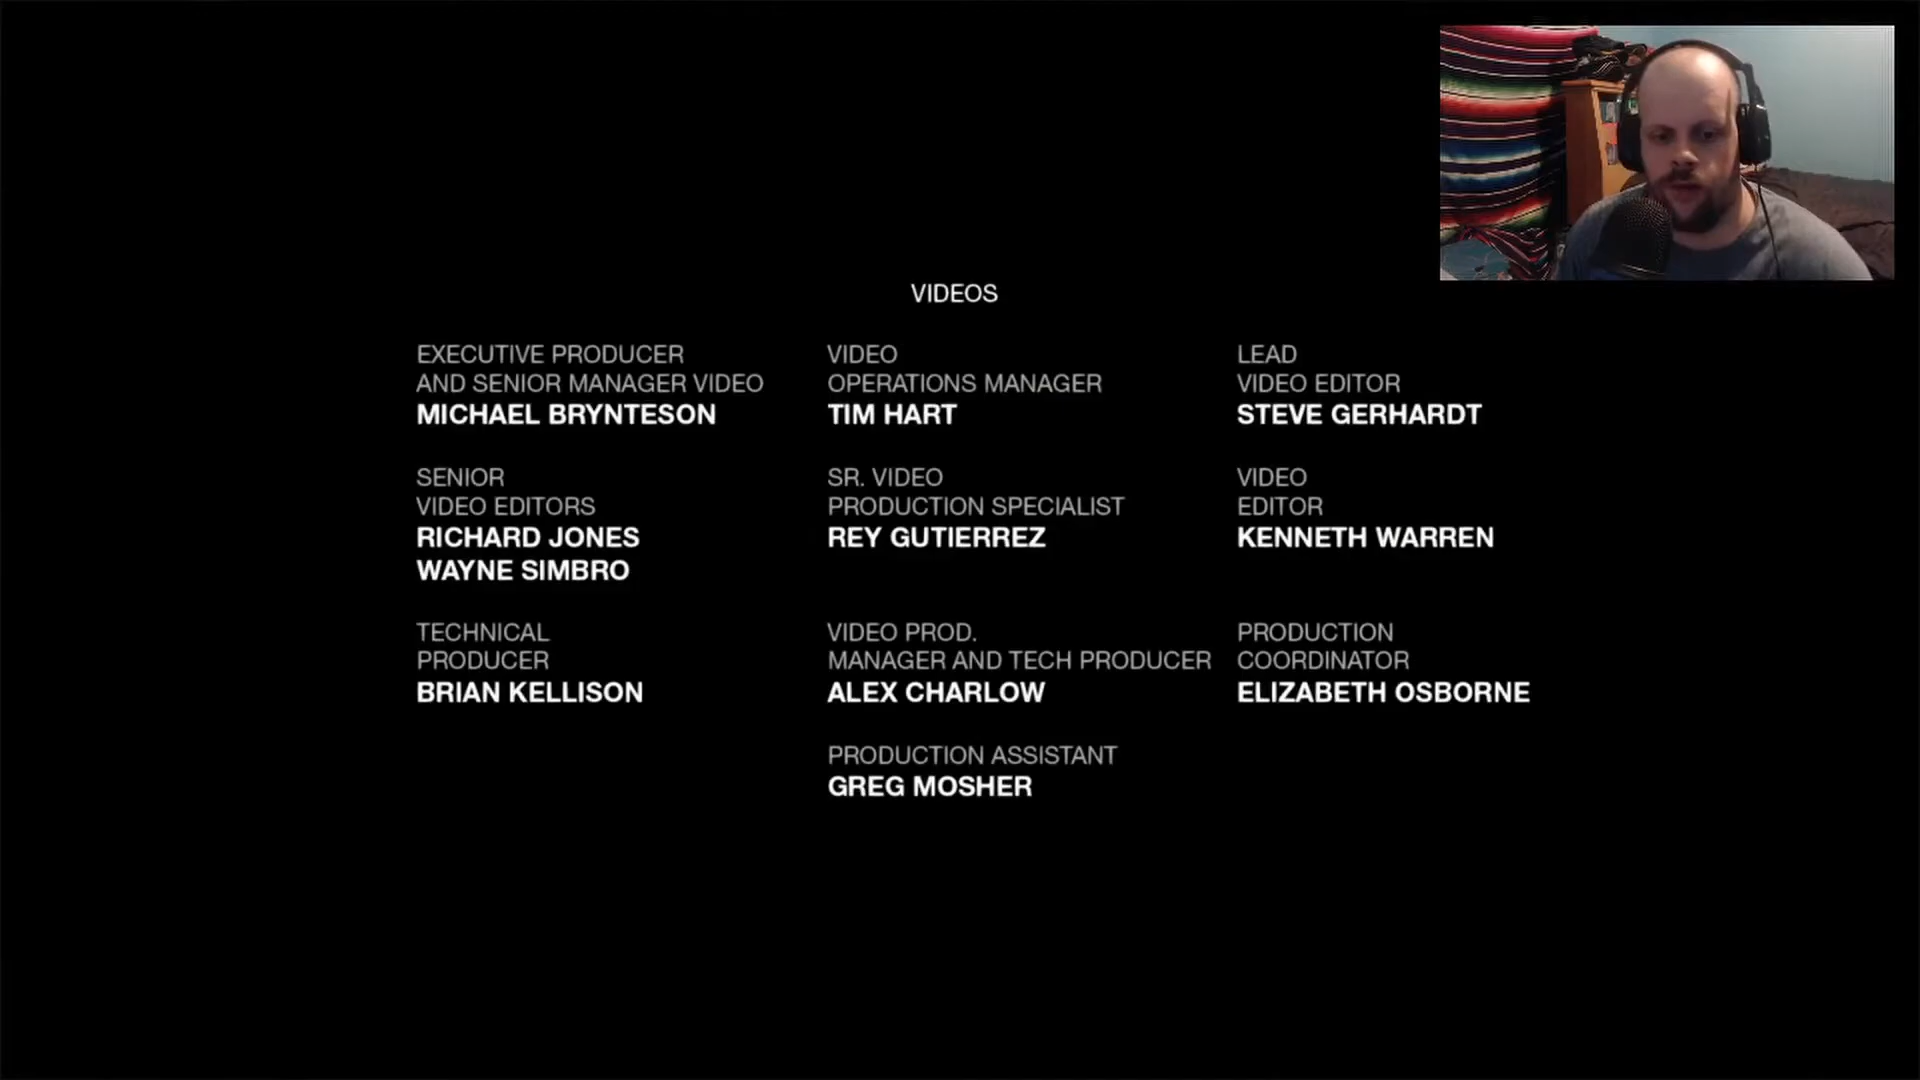 VIDEOS
EXECUTIVE PRODUCER
AND SENIOR MANAGER VIDEO
MICHAEL BRYNTESON
VIDEO
OPERATIONS MANAGER
TIM HART
LEAD
VIDEO EDITOR
STEVE GERHARDT
SENIOR
VIDEO EDITORS
RICHARD JONES
WAYNE SIMBRO
SR. VIDEO
PRODUCTION SPECIALIST
REY GUTIERREZ
VIDEO
EDITOR
KENNETH WARREN
TECHNICAL
PRODUCER
BRIAN KELLISON
VIDEO PROD.
MANAGER AND TECH PRODUCER
ALEX CHARLOW
PRODUCTION
COORDINATOR
ELIZABETH OSBORNE
PRODUCTION ASSISTANT
GREG MOSHER